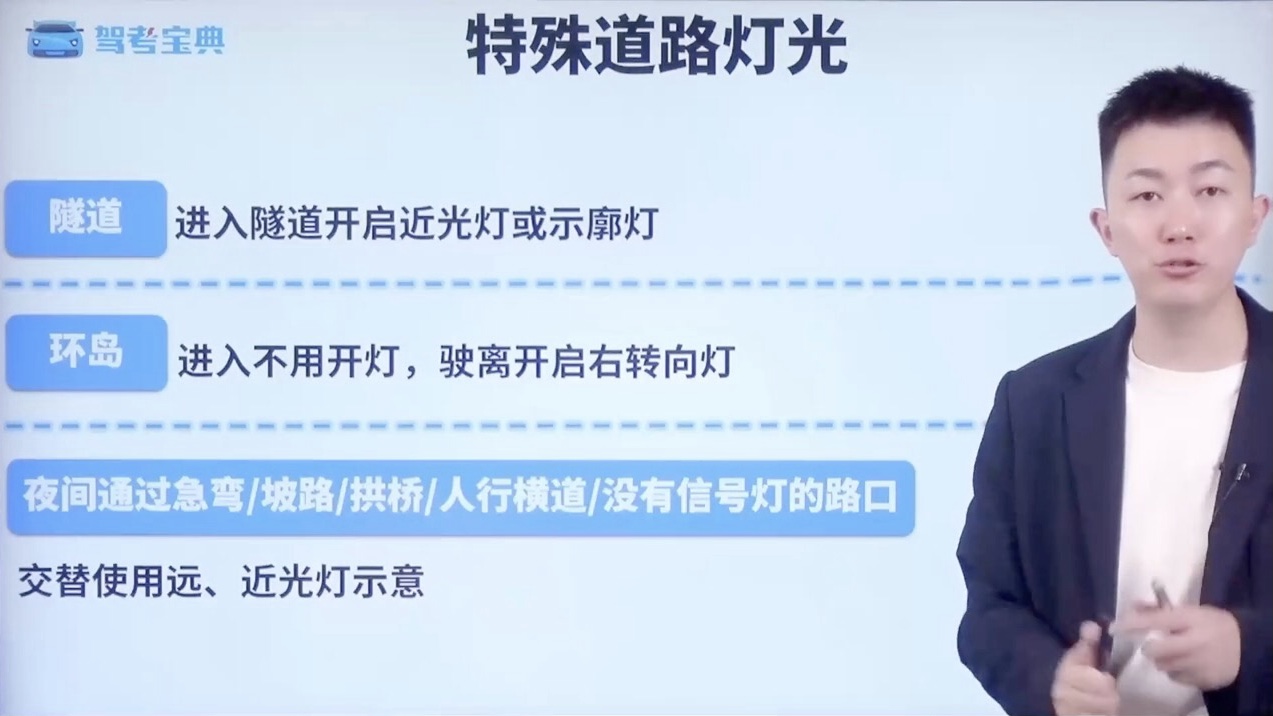 驾考宝典
特殊道路灯光
隧道
进入隧道开启近光灯或示廓灯
环岛
进入不用开灯，驶离开启右转向灯
夜间通过急弯/坡路/拱桥/人行横道/没有信号灯的路口
交替使用远、近光灯示意